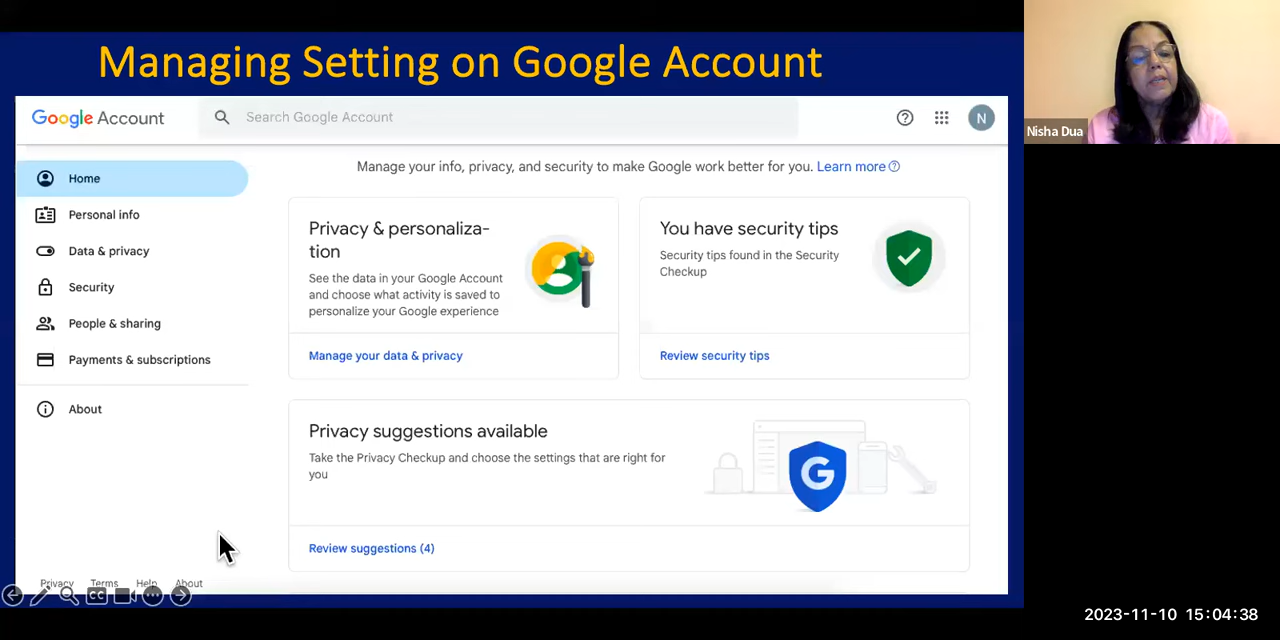 Managing Setting on Google Account
Nisha Dua
Google Account
Search Google Account
N
Manage your info, privacy, and security to make Google work better for you. Learn more
Home
Personal info
Data & privacy
Security
People & sharing
Payments & subscriptions
About
Privacy & personaliza-
tion
See the data in your Google Account
and choose what activity is saved to
personalize your Google experience
Manage your data & privacy
You have security tips
Security tips found in the Security
Checkup
Review security tips
Privacy suggestions available
Take the Privacy Checkup and choose the settings that are right for
you
G
Review suggestions (4)
Privacy Terms Help About
CC
2023-11-10 15:04:38